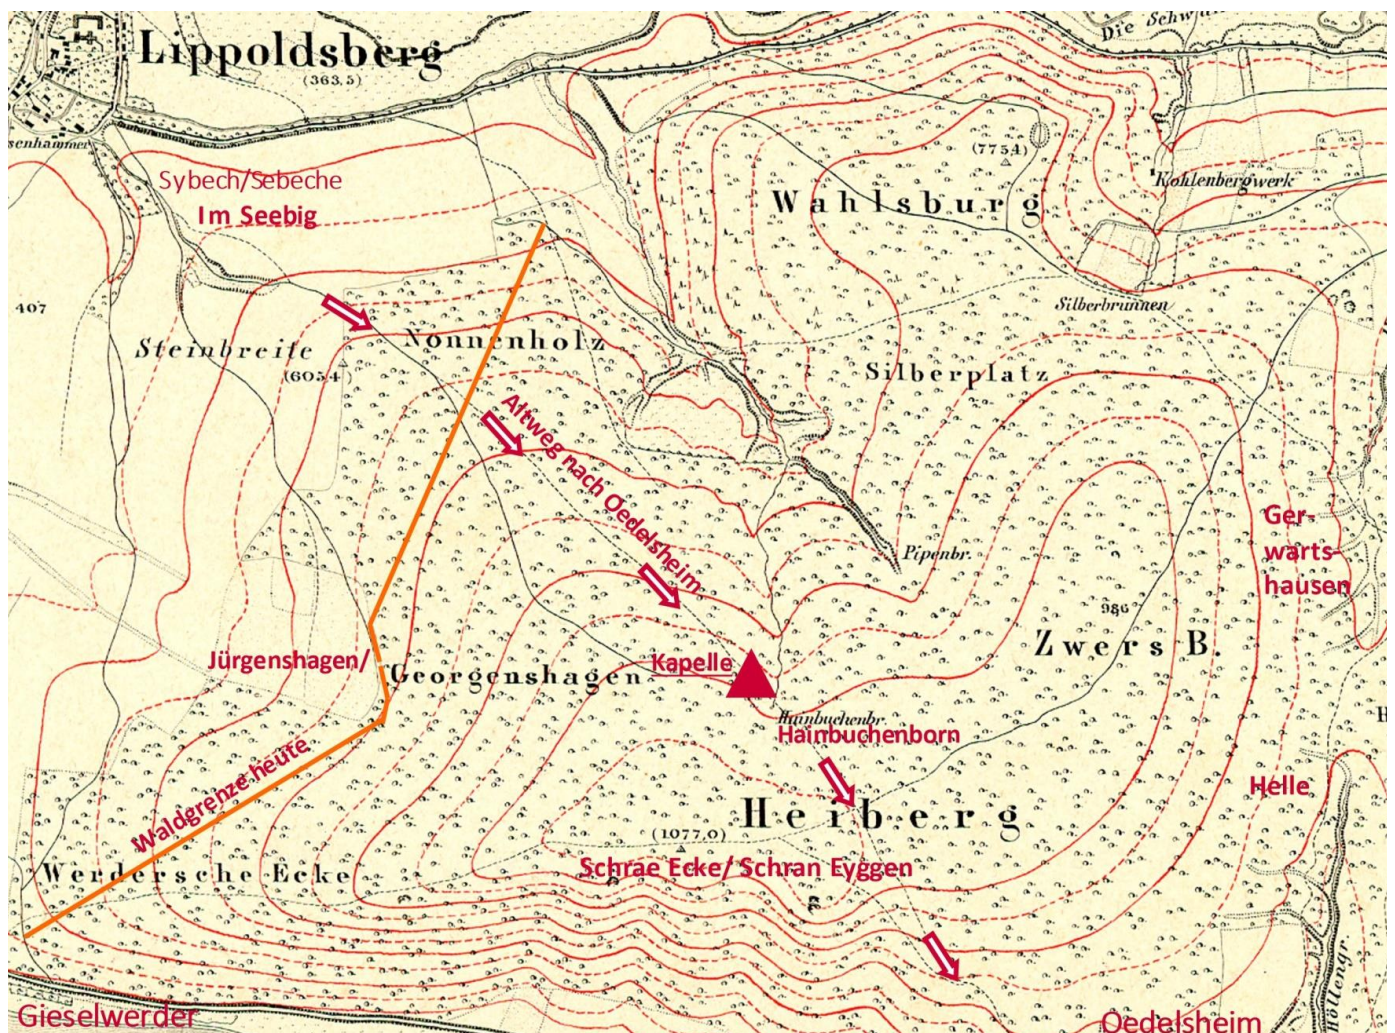 Die Schw
Lippoldsberg
(363,5)
senhammer
(775,4)
Sybech/Sebeche
Im Seebig
Wahlsburg
Kohlenbergwerk
Silberbrunnen
407
Steinbreite
(605,4)
Nonnenholz
Silberplatz
Altweg nach Oedelsheim
Ger-
warts-
hausen
Pipenbr.
986
Zwers B.
Jürgenshagen/
Georgenshagen
Kapelle
Hainbuchenbr.
Hainbuchenborn
H
Waldgrenze heute
Helle
Heiberg
(1077,0)
Schrae Ecke/ Schran Eyggen
Werdersche Ecke
Höllengr
Gieselwerder
Oedelsheim